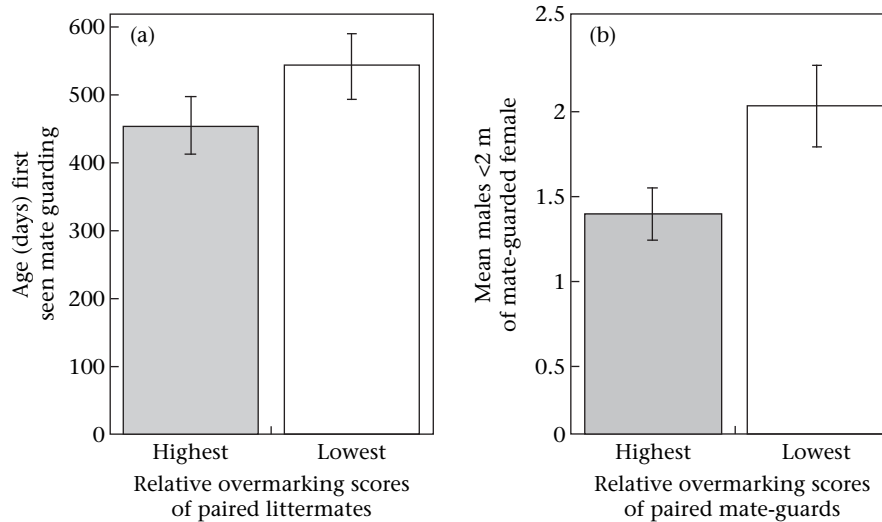 (a)
600
500
400
300
200
100
0
Age (days) first
seen mate guarding
Highest Lowest
Relative overmarking scores
of paired littermates
(b)
2.5
2
1.5
1
0.5
0
Mean males <2 m
of mate-guarded female
Highest Lowest
Relative overmarking scores
of paired mate-guards